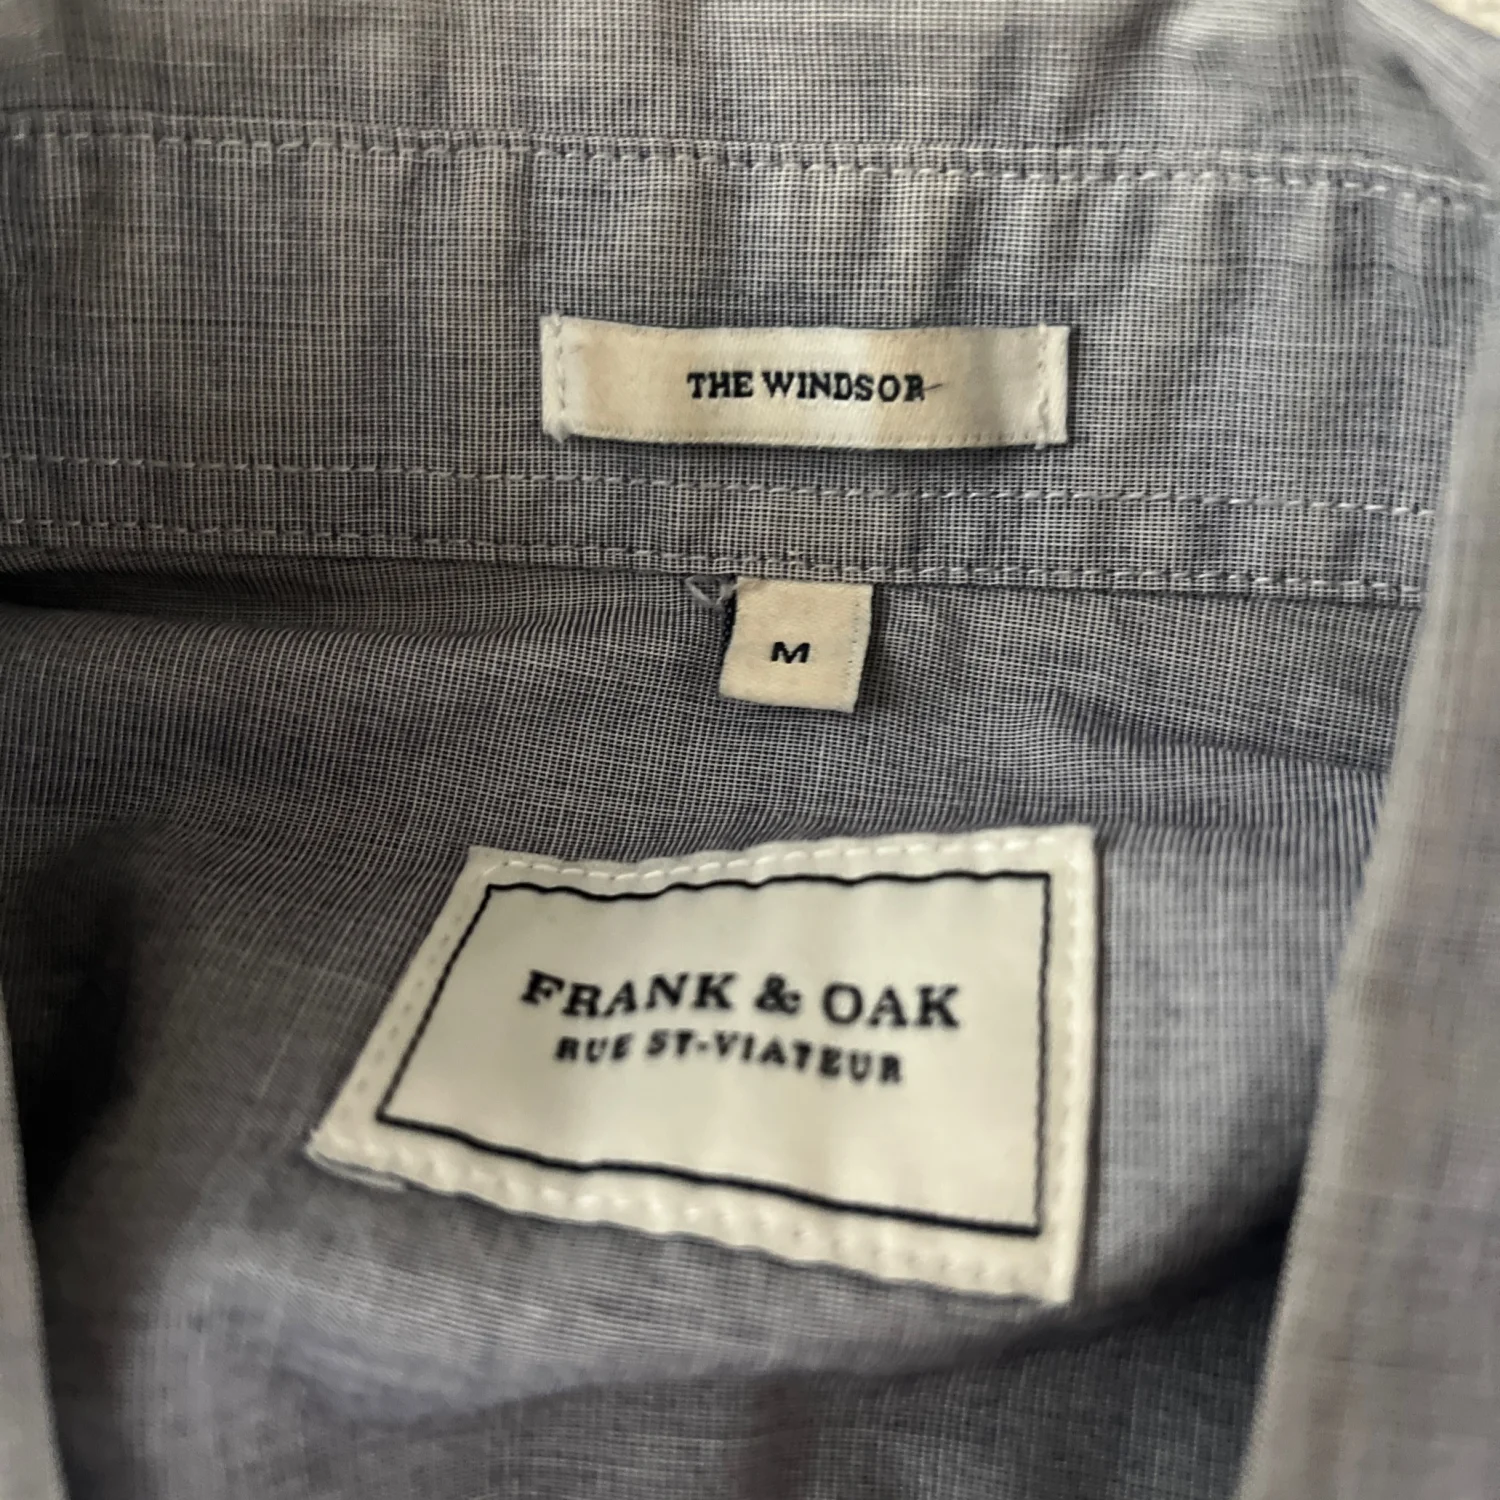 THE WINDSOR
M
FRANK & OAK
RUE ST-VIATEUR